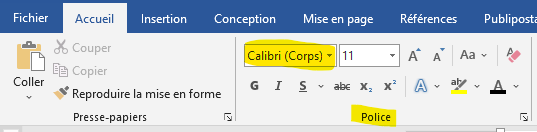 Fichier Accueil Insertion Conception Mise en page Références Publiposta
Couper
Copier
Coller
Reproduire la mise en forme
Presse-papiers
Calibri (Corps) 11 A A Aa A
G I S abc x₂ x² A ab A
Police